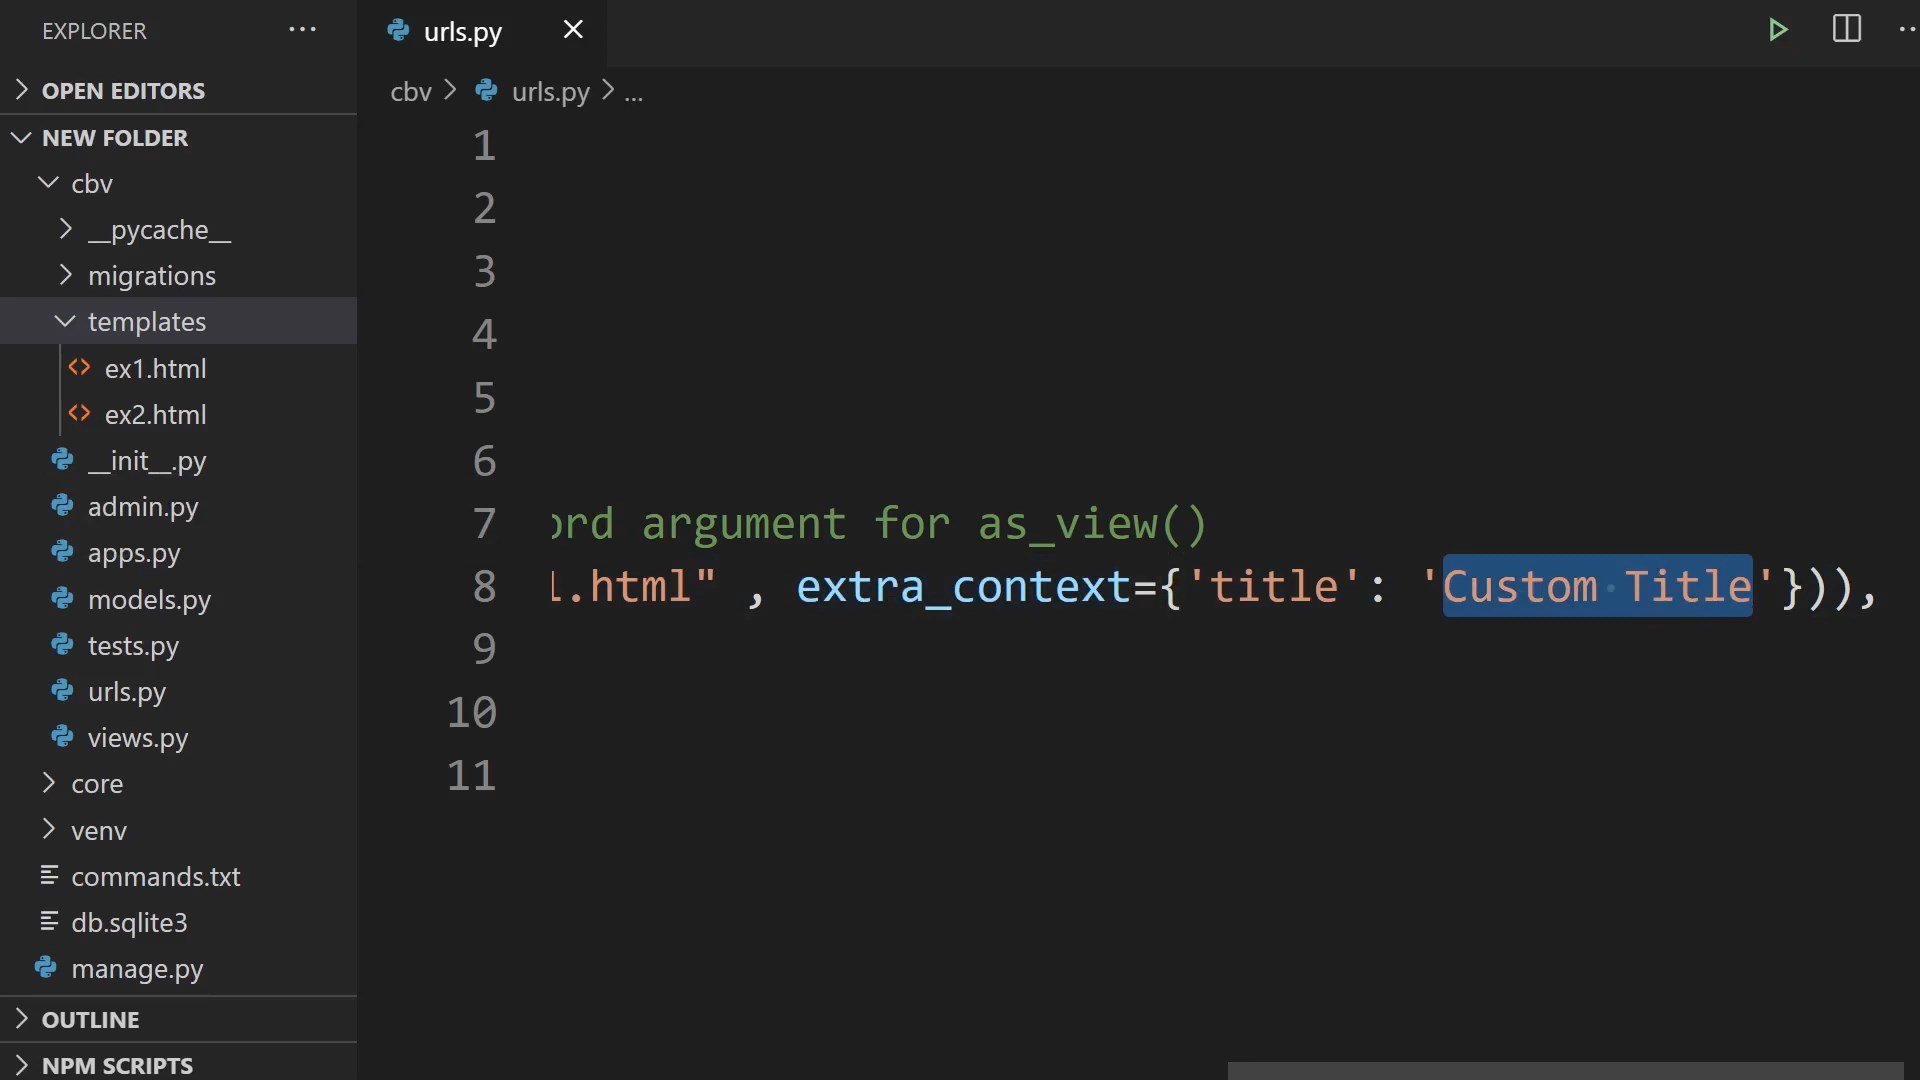 EXPLORER
OPEN EDITORS
NEW FOLDER
cbv
__pycache__
migrations
templates
ex1.html
ex2.html
__init__.py
admin.py
apps.py
models.py
tests.py
urls.py
views.py
core
venv
commands.txt
db.sqlite3
manage.py
OUTLINE
NPM SCRIPTS
urls.py
cbv > urls.py > ...
1
2
3
4
5
6
7 ord argument for as_view()
8 1.html" , extra_context={'title': 'Custom Title'})),
9
10
11